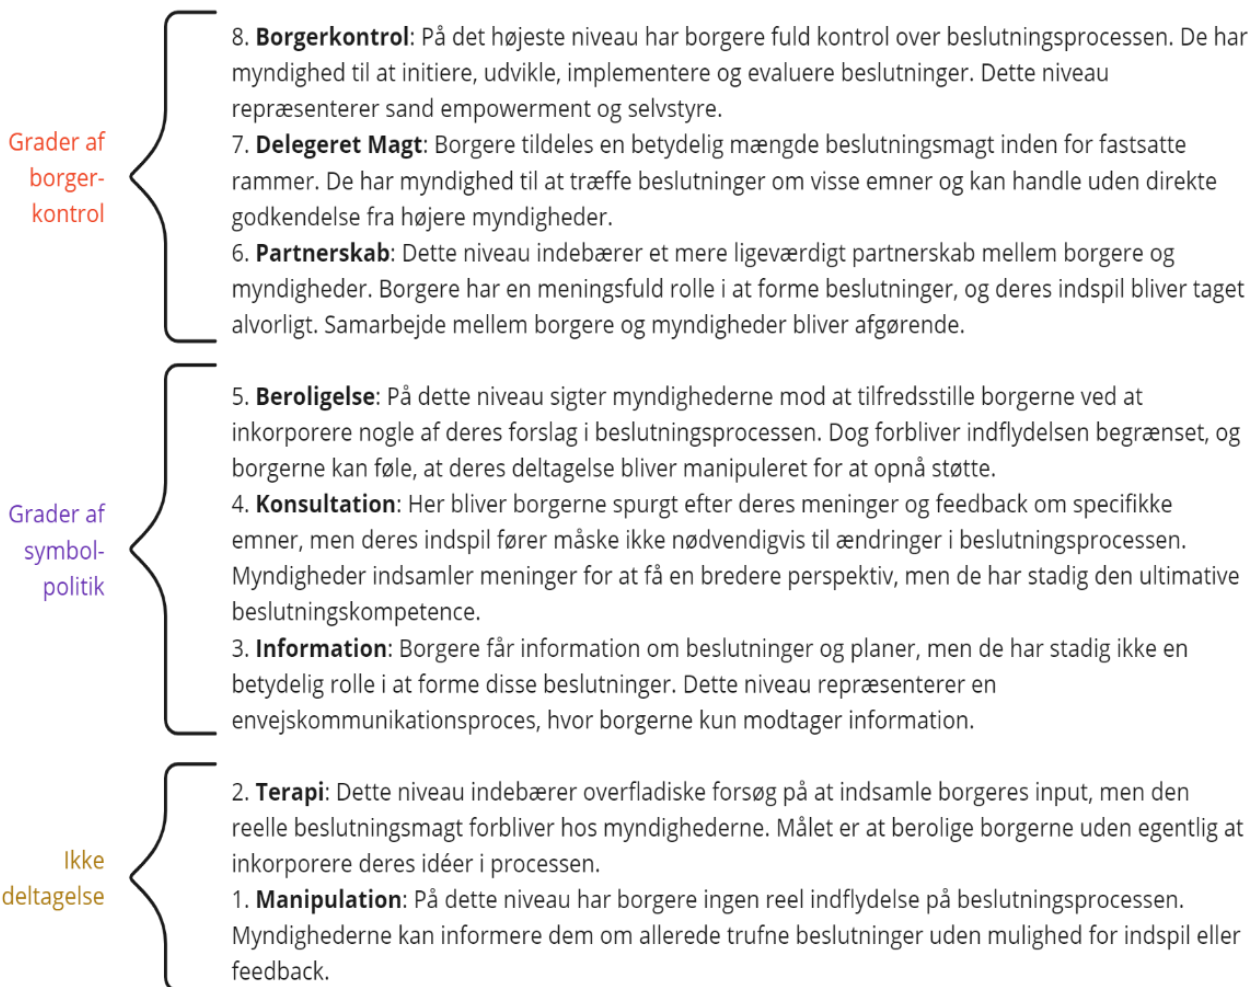 Grader af
borger-
kontrol
8. Borgerkontrol: På det højeste niveau har borgere fuld kontrol over beslutningsprocessen. De har
myndighed til at initiere, udvikle, implementere og evaluere beslutninger. Dette niveau
repræsenterer sand empowerment og selvstyre.
7. Delegeret Magt: Borgere tildeles en betydelig mængde beslutningsmagt inden for fastsatte
rammer. De har myndighed til at træffe beslutninger om visse emner og kan handle uden direkte
godkendelse fra højere myndigheder.
6. Partnerskab: Dette niveau indebærer et mere ligeværdigt partnerskab mellem borgere og
myndigheder. Borgere har en meningsfuld rolle i at forme beslutninger, og deres indspil bliver taget
alvorligt. Samarbejde mellem borgere og myndigheder bliver afgørende.
Grader af
symbol-
politik
5. Beroligelse: På dette niveau sigter myndighederne mod at tilfredsstille borgerne ved at
inkorporere nogle af deres forslag i beslutningsprocessen. Dog forbliver indflydelsen begrænset, og
borgerne kan føle, at deres deltagelse bliver manipuleret for at opnå støtte.
4. Konsultation: Her bliver borgerne spurgt efter deres meninger og feedback om specifikke
emner, men deres indspil fører måske ikke nødvendigvis til ændringer i beslutningsprocessen.
Myndigheder indsamler meninger for at få en bredere perspektiv, men de har stadig den ultimative
beslutningskompetence.
3. Information: Borgere får information om beslutninger og planer, men de har stadig ikke en
betydelig rolle i at forme disse beslutninger. Dette niveau repræsenterer en
envejskommunikationsproces, hvor borgerne kun modtager information.
Ikke
deltagelse
2. Terapi: Dette niveau indebærer overfladiske forsøg på at indsamle borgeres input, men den
reelle beslutningsmagt forbliver hos myndighederne. Målet er at berolige borgerne uden egentlig at
inkorporere deres idéer i processen.
1. Manipulation: På dette niveau har borgere ingen reel indflydelse på beslutningsprocessen.
Myndighederne kan informere dem om allerede trufne beslutninger uden mulighed for indspil eller
feedback.